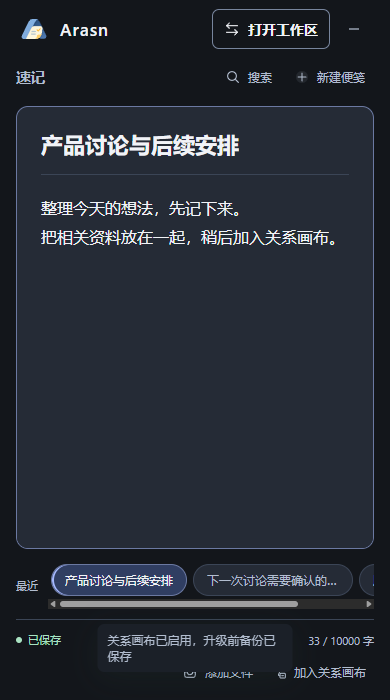 Arasn
打开工作区
速记
搜索
新建便笺
产品讨论与后续安排
整理今天的想法，先记下来。
把相关资料放在一起，稍后加入关系画布。
最近
产品讨论与后续安排
下一次讨论需要确认的...
已保存
关系画布已启用，升级前备份已
保存
33 / 10000 字
添加文件
加入关系画布